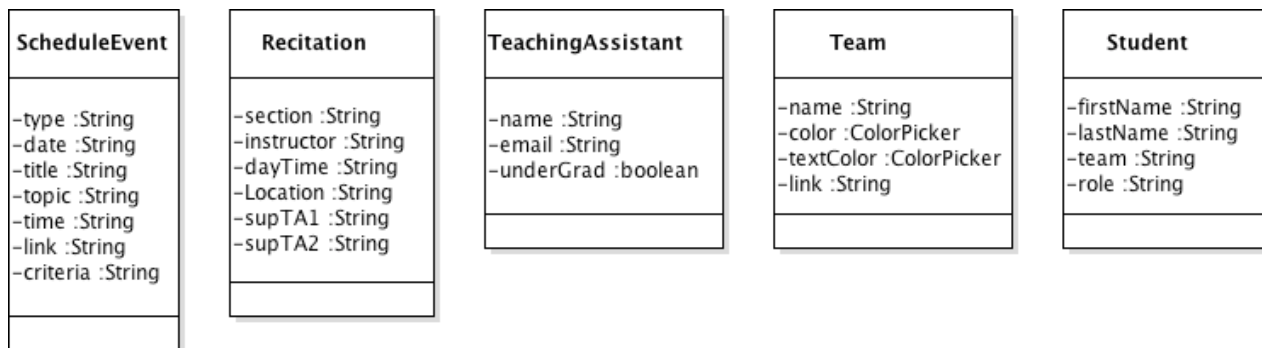 ScheduleEvent
-type :String
-date :String
-title :String
-topic :String
-time :String
-link :String
-criteria :String
Recitation
-section :String
-instructor :String
-dayTime :String
-Location :String
-supTA1 :String
-supTA2 :String
TeachingAssistant
-name :String
-email :String
-underGrad :boolean
Team
-name :String
-color :ColorPicker
-textColor :ColorPicker
-link :String
Student
-firstName :String
-lastName :String
-team :String
-role :String